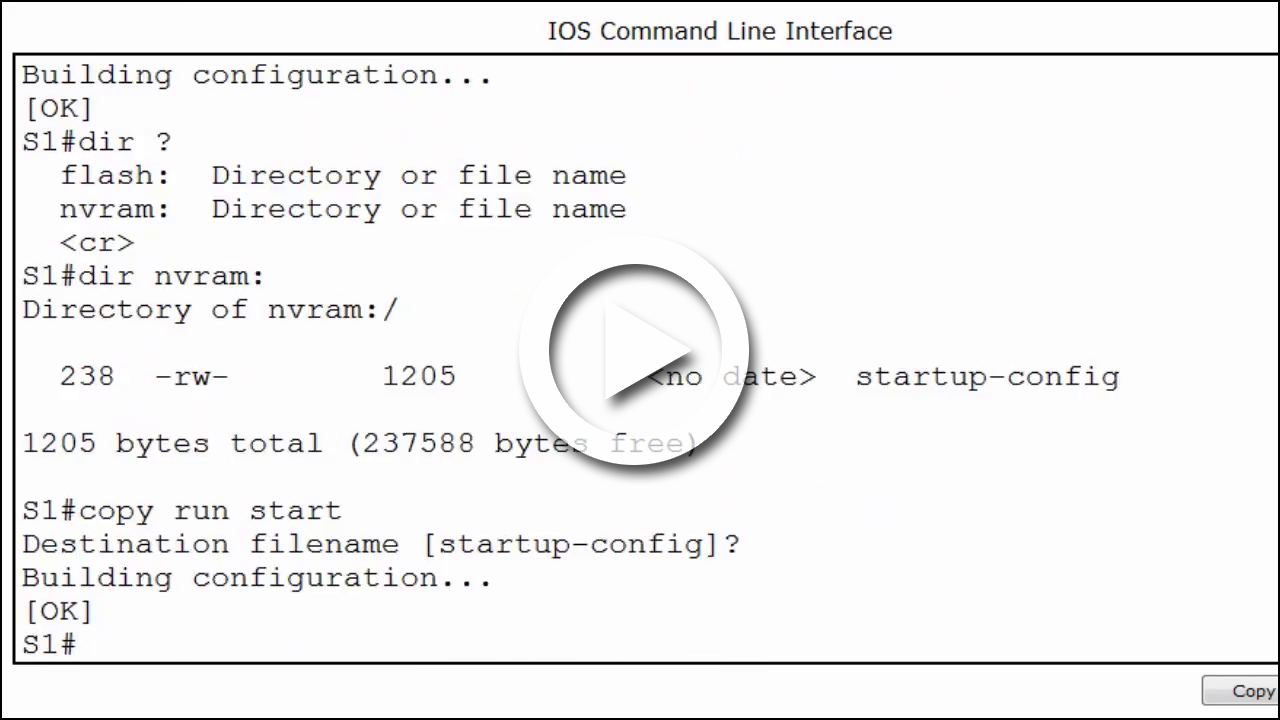 IOS Command Line Interface
Building configuration...
[OK]
S1#dir ?
flash: Directory or file name
nvram: Directory or file name
<cr>
S1#dir nvram:
Directory of nvram:/
238 -rw- 1205 <no date> startup-config
1205 bytes total (237588 bytes free)
S1#copy run start
Destination filename [startup-config]?
Building configuration...
[OK]
S1#
Copy